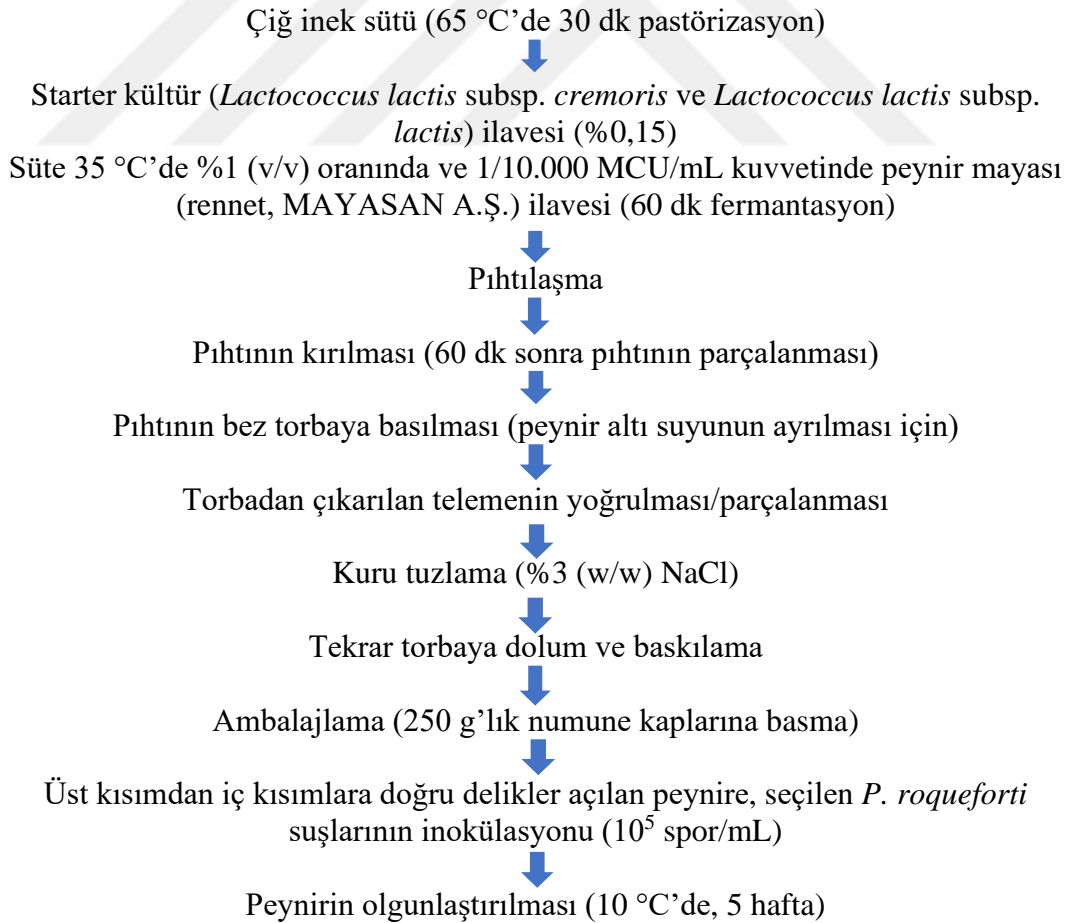 Çiğ inek sütü (65 °C’de 30 dk pastörizasyon)
Starter kültür (Lactococcus lactis subsp. cremoris ve Lactococcus lactis subsp.
lactis) ilavesi (%0,15)
Süte 35 °C’de %1 (v/v) oranında ve 1/10.000 MCU/mL kuvvetinde peynir mayası
(rennet, MAYASAN A.Ş.) ilavesi (60 dk fermantasyon)
Pıhtılaşma
Pıhtının kırılması (60 dk sonra pıhtının parçalanması)
Pıhtının bez torbaya basılması (peynir altı suyunun ayrılması için)
Torbadan çıkarılan telemenin yoğrulması/parçalanması
Kuru tuzlama (%3 (w/w) NaCl)
Tekrar torbaya dolum ve baskılama
Ambalajlama (250 g’lık numune kaplarına basma)
Üst kısımdan iç kısımlara doğru delikler açılan peynire, seçilen P. roqueforti
suşlarının inokülasyonu (10⁵ spor/mL)
Peynirin olgunlaştırılması (10 °C’de, 5 hafta)